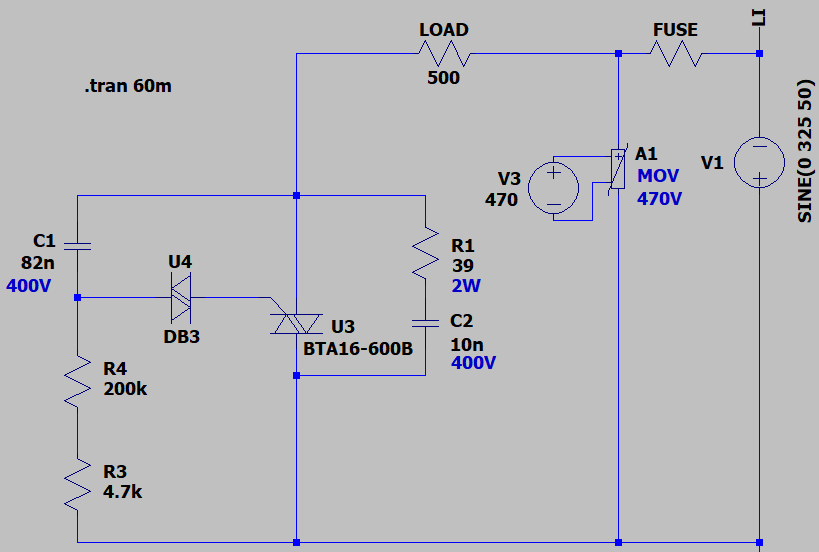 LI
LOAD
FUSE
500
.tran 60m
SINE(0 325 50)
A1
V1
V3
MOV
470
470V
C1
82n
400V
R1
39
2W
U4
DB3
U3
BTA16-600B
C2
10n
400V
R4
200k
R3
4.7k